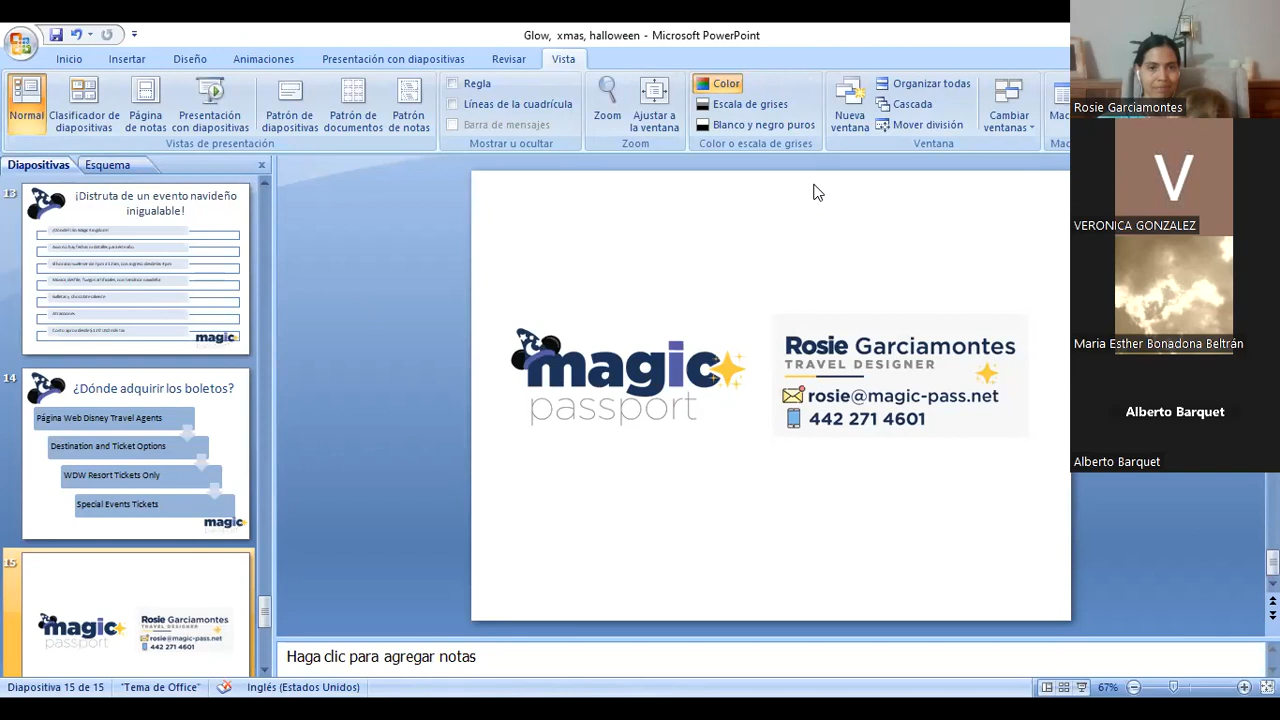 Glow, xmas, halloween - Microsoft PowerPoint
Inicio Insertar Diseño Animaciones Presentación con diapositivas Revisar Vista
Normal
Clasificador de diapositivas
Página de notas
Presentación con diapositivas
Vistas de presentación
Patrón de diapositivas
Patrón de documentos
Patrón de notas
Regla
Líneas de la cuadrícula
Barra de mensajes
Mostrar u ocultar
Zoom
Ajustar a la ventana
Zoom
Color
Escala de grises
Blanco y negro puros
Color o escala de grises
Nueva ventana
Organizar todas
Cascada
Mover división
Ventana
Cambiar ventanas
Diapositivas Esquema
13
¡Disfruta de un evento navideño
inigualable!
magic
14
¿Dónde adquirir los boletos?
Página Web Disney Travel Agents
Destination and Ticket Options
WDW Resort Tickets Only
Special Events Tickets
magic
15
magic
passport
Rosie Garciamontes
TRAVEL DESIGNER
rosie@magic-pass.net
442 271 4601
magic
passport
Rosie Garciamontes
TRAVEL DESIGNER
rosie@magic-pass.net
442 271 4601
Haga clic para agregar notas
Diapositiva 15 de 15 "Tema de Office" Inglés (Estados Unidos) 67%
Rosie Garciamontes
V
VERONICA GONZALEZ
Maria Esther Bonadona Beltrán
Alberto Barquet
Alberto Barquet